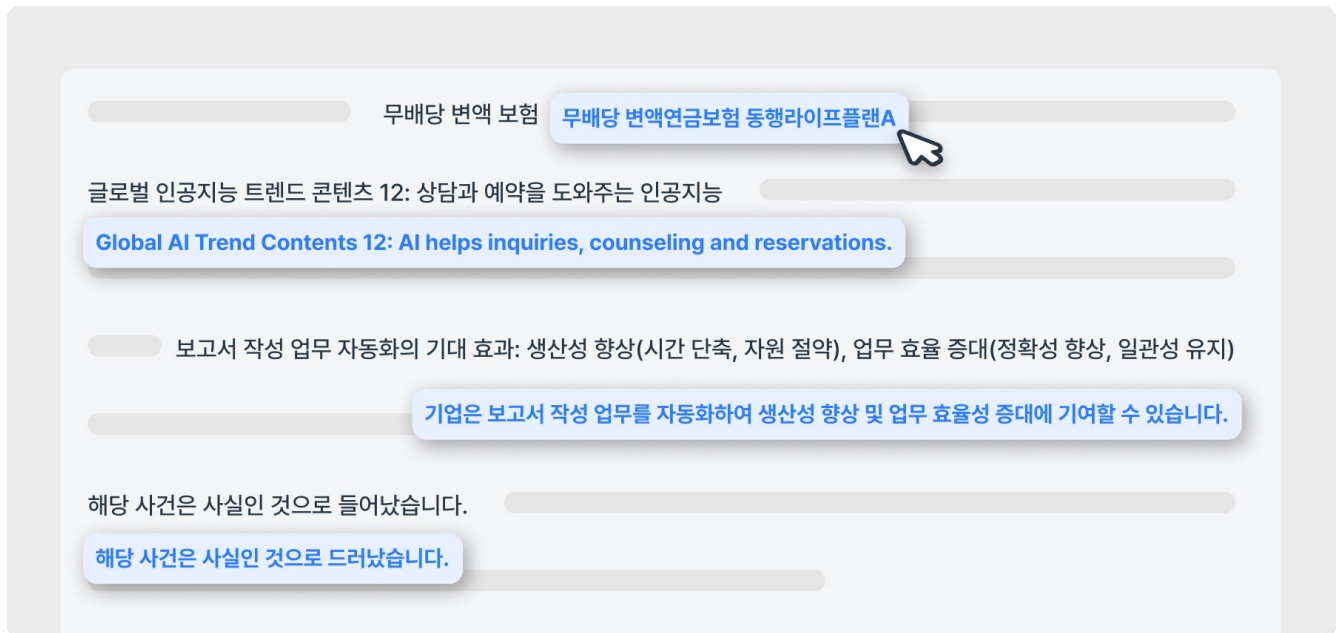 무배당 변액 보험 무배당 변액연금보험 동행라이프플랜A
글로벌 인공지능 트렌드 콘텐츠 12: 상담과 예약을 도와주는 인공지능
Global AI Trend Contents 12: AI helps inquiries, counseling and reservations.
보고서 작성 업무 자동화의 기대 효과: 생산성 향상(시간 단축, 자원 절약), 업무 효율 증대(정확성 향상, 일관성 유지)
기업은 보고서 작성 업무를 자동화하여 생산성 향상 및 업무 효율성 증대에 기여할 수 있습니다.
해당 사건은 사실인 것으로 들어났습니다.
해당 사건은 사실인 것으로 드러났습니다.